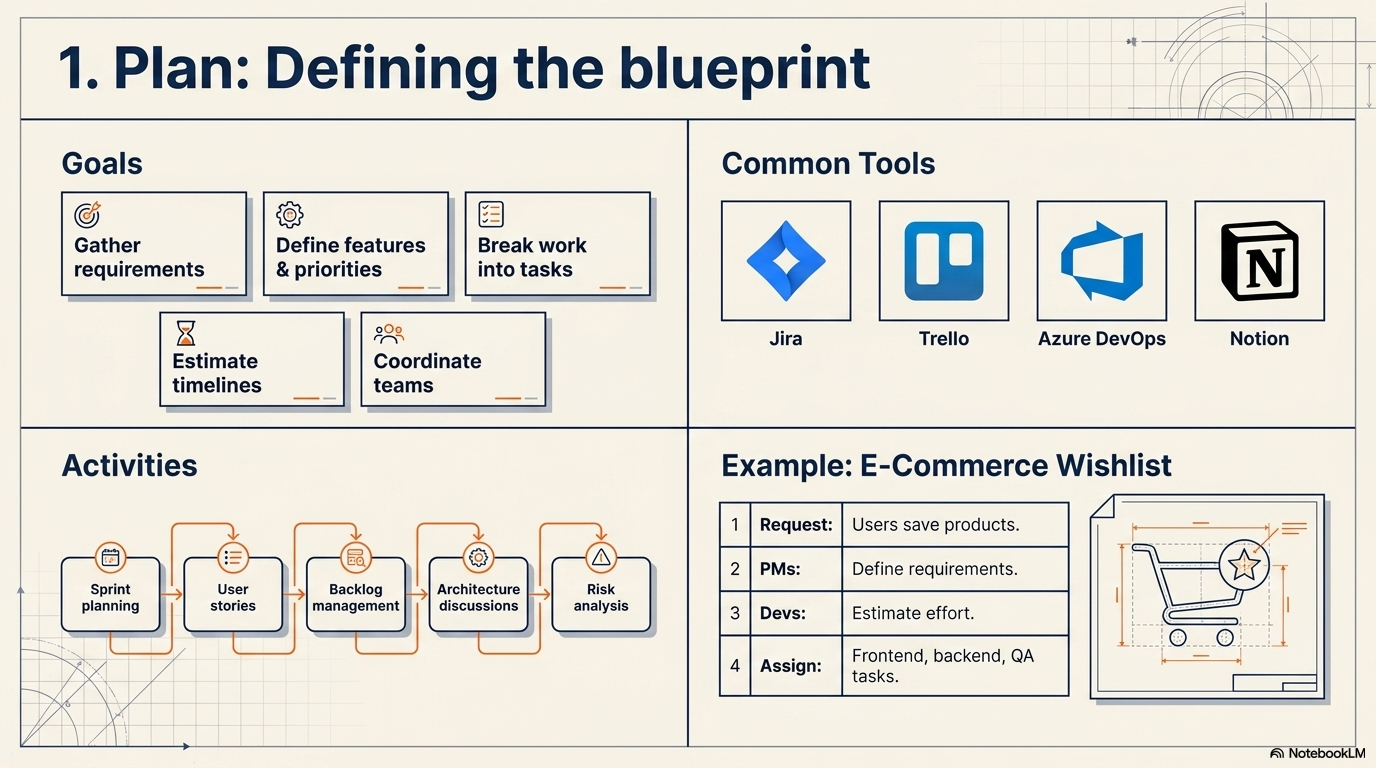 1. Plan: Defining the blueprint
Goals
Gather
requirements
Define features
& priorities
Break work
into tasks
Estimate
timelines
Coordinate
teams
Common Tools
Jira
Trello
Azure DevOps
N
Notion
Activities
Sprint
planning
User
stories
Backlog
management
Architecture
discussions
Risk
analysis
Example: E-Commerce Wishlist
1 Request: Users save products.
2 PMs: Define requirements.
3 Devs: Estimate effort.
4 Assign: Frontend, backend, QA
tasks.
NotebookLM